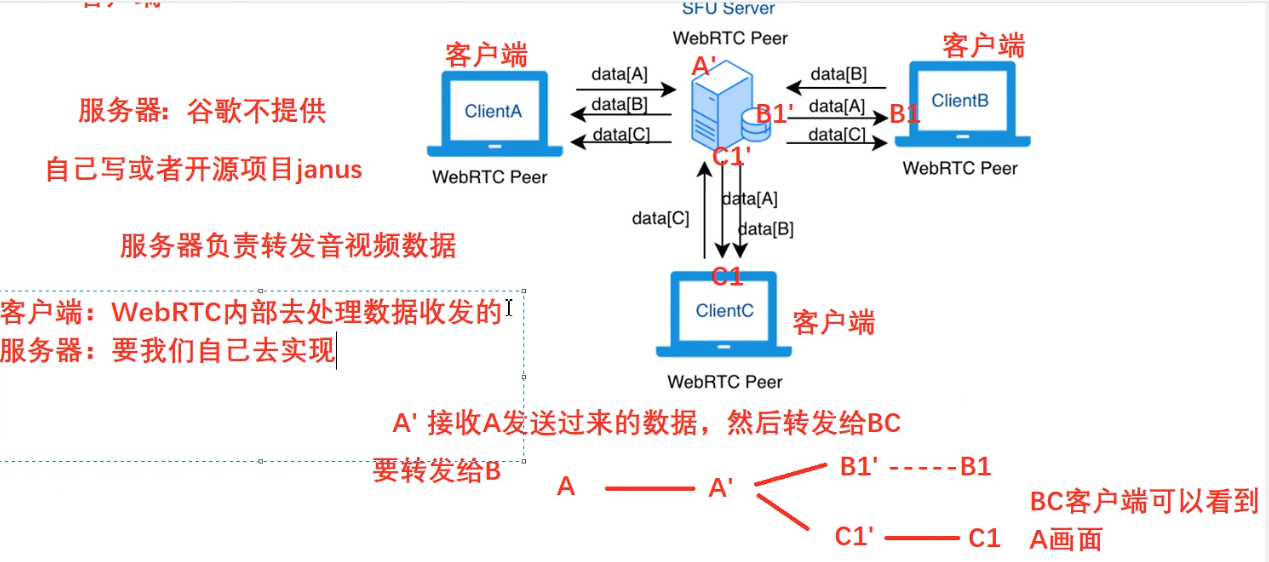 SFU Server
WebRTC Peer
客户端
客户端
A'
data[A]
data[B]
data[C]
ClientA
WebRTC Peer
data[B]
data[A]
data[C]
B1'
B1
ClientB
WebRTC Peer
C1'
服务器：谷歌不提供
自己写或者开源项目janus
服务器负责转发音视频数据
data[C]
data[A]
data[B]
C1
ClientC
客户端
WebRTC Peer
客户端：WebRTC内部去处理数据收发的
服务器：要我们自己去实现
A' 接收A发送过来的数据，然后转发给BC
要转发给B
A
A'
B1' -----B1
C1'
C1
BC客户端可以看到
A画面